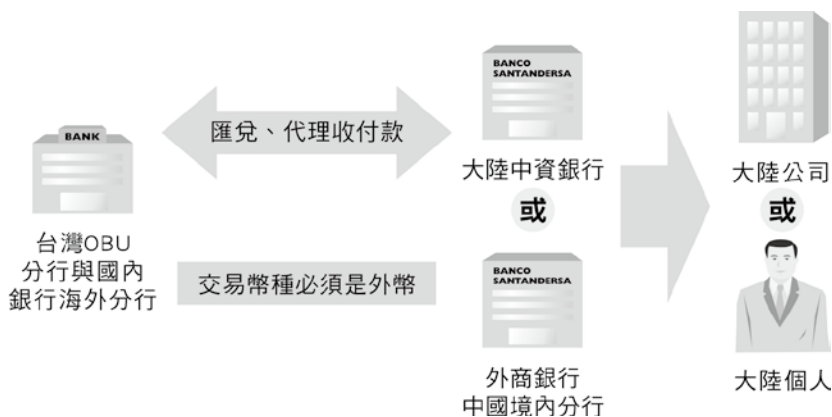 BANK
台灣OBU
分行與國內
銀行海外分行
匯兌、代理收付款
交易幣種必須是外幣
BANCO
SANTANDERSA
大陸中資銀行
或
BANCO
SANTANDERSA
外商銀行
中國境內分行
大陸公司
或
大陸個人